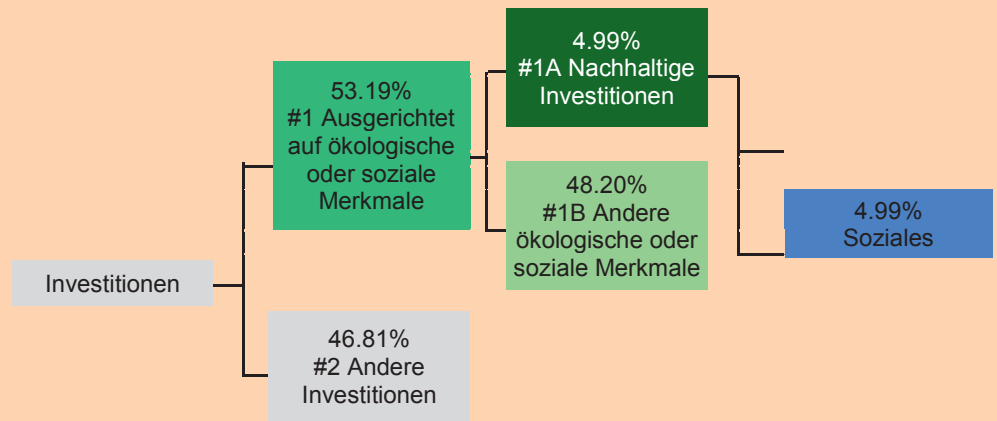 Investitionen
53.19%
#1 Ausgerichtet
auf ökologische
oder soziale
Merkmale
46.81%
#2 Andere
Investitionen
4.99%
#1A Nachhaltige
Investitionen
48.20%
#1B Andere
ökologische oder
soziale Merkmale
4.99%
Soziales